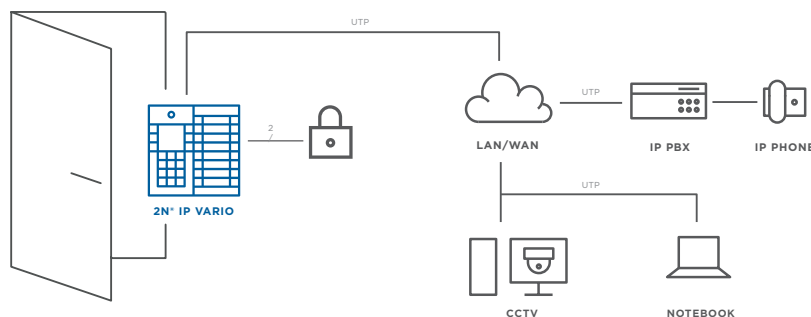 UTP
2
UTP
LAN/WAN
IP PBX
IP PHONE
UTP
2N® IP VARIO
CCTV
NOTEBOOK